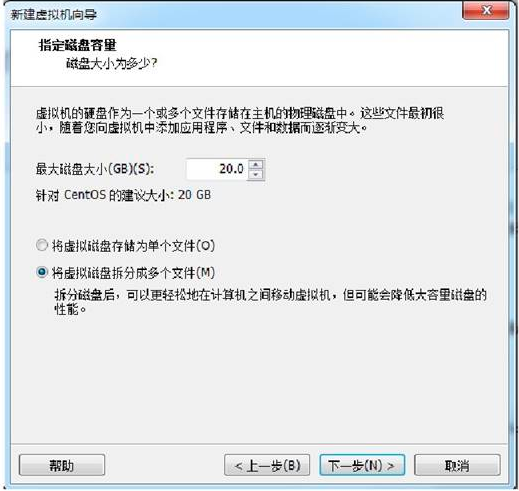 新建虚拟机向导
指定磁盘容量
磁盘大小为多少?
虚拟机的硬盘作为一个或多个文件存储在主机的物理磁盘中。这些文件最初很
小，随着您向虚拟机中添加应用程序、文件和数据而逐渐变大。
最大磁盘大小(GB)(S): 20.0
针对 CentOS 的建议大小: 20 GB
将虚拟磁盘存储为单个文件(O)
将虚拟磁盘拆分成多个文件(M)
拆分磁盘后，可以更轻松地在计算机之间移动虚拟机，但可能会降低大容量磁盘的
性能。
帮助 < 上一步(B) 下一步(N) > 取消